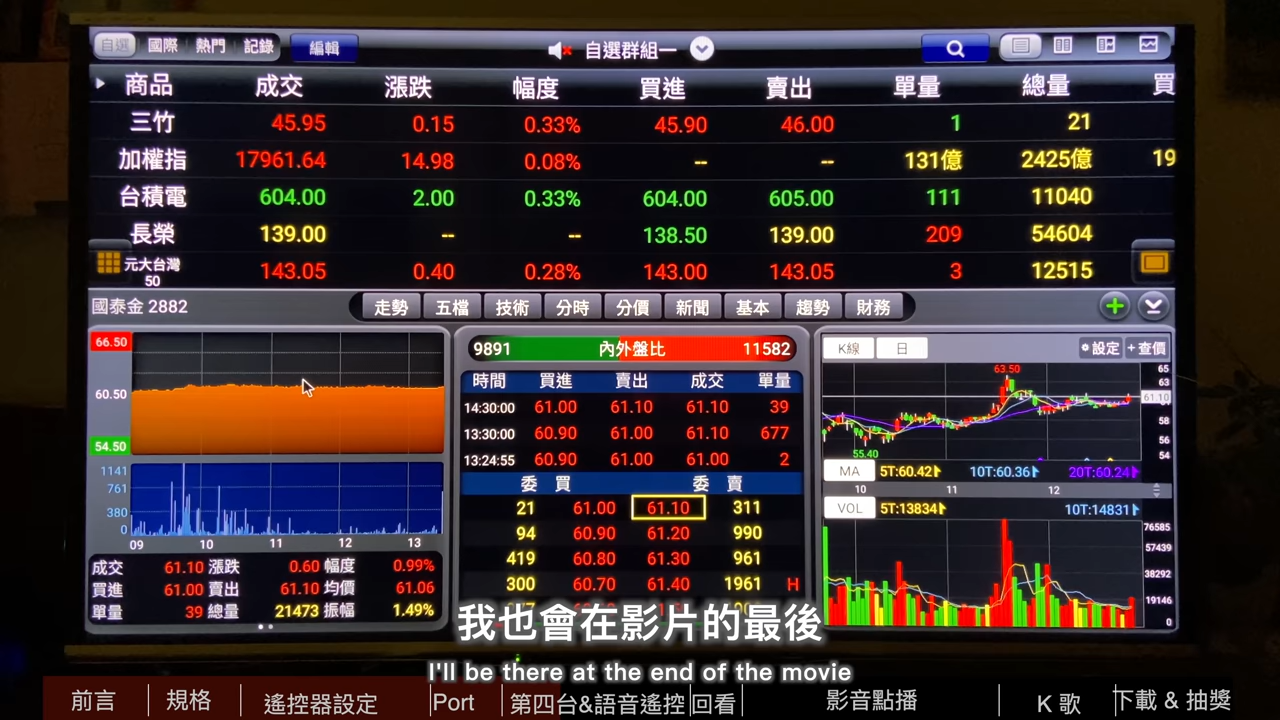 自選 國際 熱門 記錄 編輯 自選群組一
商品 成交 漲跌 幅度 買進 賣出 單量 總量 買
三竹 45.95 0.15 0.33% 45.90 46.00 1 21
加權指 17961.64 14.98 0.08% -- -- 131億 2425億 19
台積電 604.00 2.00 0.33% 604.00 605.00 111 11040
長榮 139.00 -- -- 138.50 139.00 209 54604
元大台灣50 143.05 0.40 0.28% 143.00 143.05 3 12515
國泰金 2882 走勢 五檔 技術 分時 分價 新聞 基本 趨勢 財務
66.50
60.50
54.50
1141
761
380
0
09 10 11 12 13
成交 61.10 漲跌 0.60 幅度 0.99%
買進 61.00 賣出 61.10 均價 61.06
單量 39 總量 21473 振幅 1.49%
9891 內外盤比 11582
時間 買進 賣出 成交 單量
14:30:00 61.00 61.10 61.10 39
13:30:00 60.90 61.00 61.10 677
13:24:55 60.90 61.00 61.00 2
委 買 委 賣
21 61.00 61.10 311
94 60.90 61.20 990
419 60.80 61.30 961
300 60.70 61.40 1961 H
K線 日 設定 +查價
63.50
55.40
65
63
61.10
58
56
54
MA 5T:60.42 10T:60.36 20T:60.24
10 11 12
VOL 5T:13834 10T:14831
76585
57439
38292
19146
0
我也會在影片的最後
I'll be there at the end of the movie
前言 規格 遙控器設定 Port 第四台&語音遙控 回看 影音點播 K 歌 下載 & 抽獎